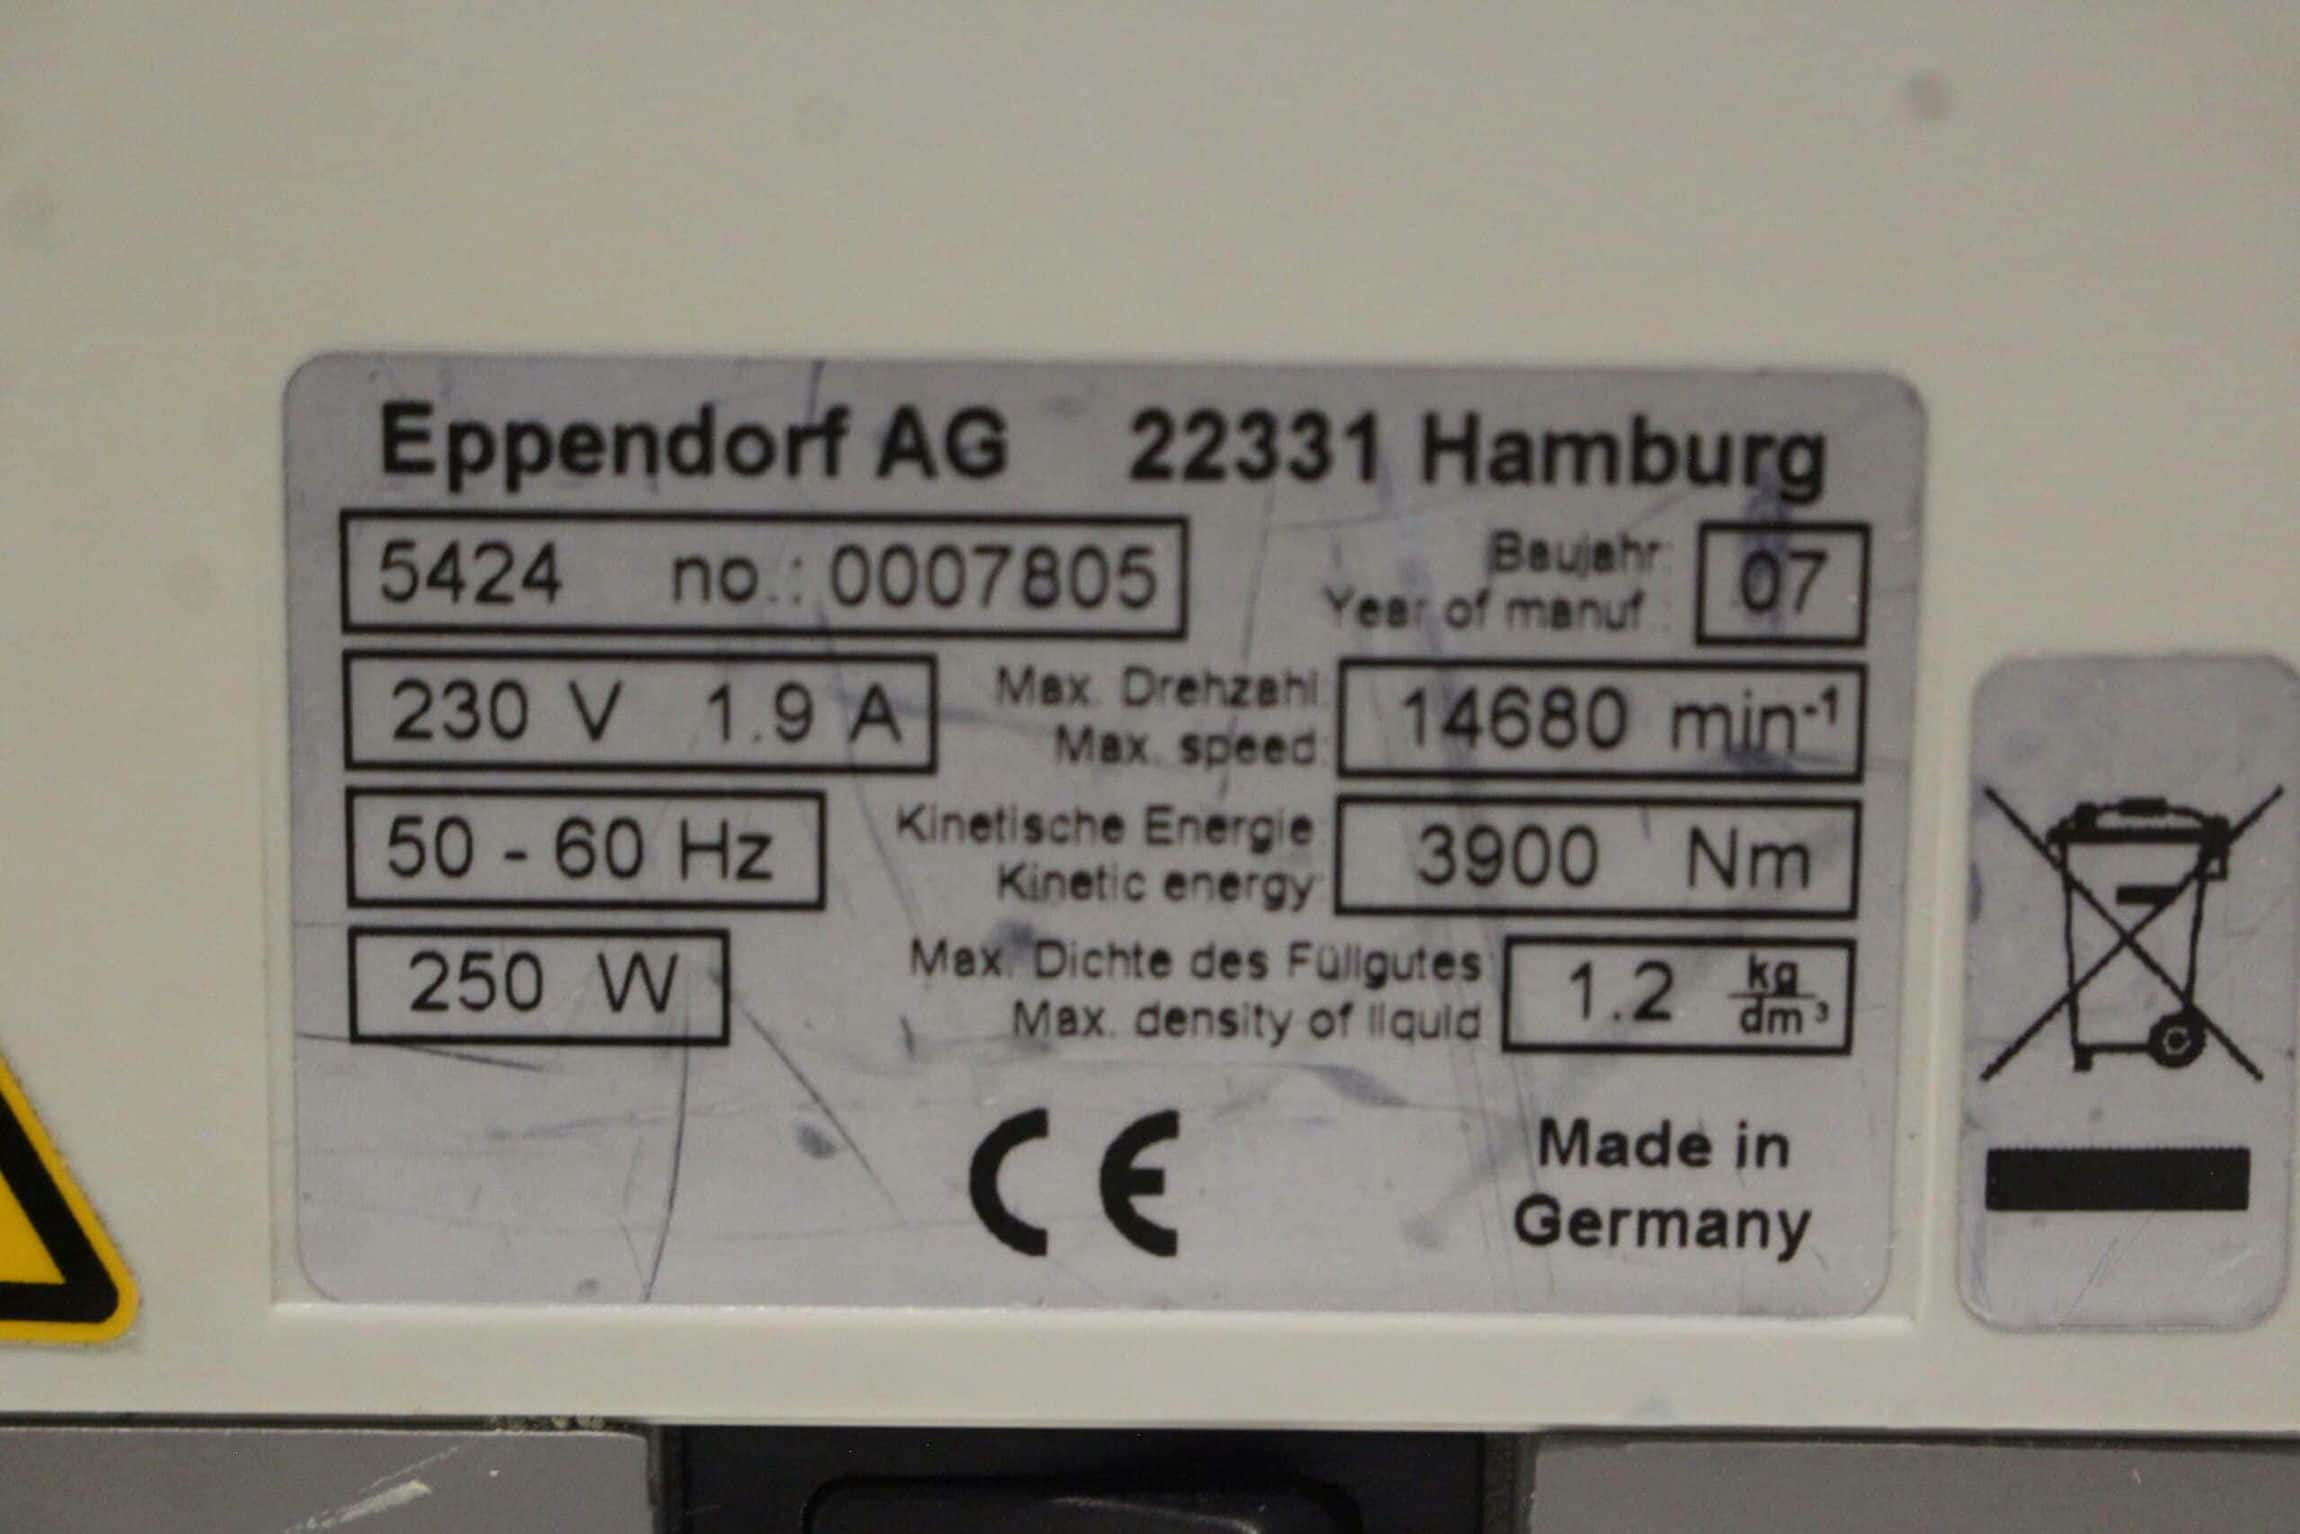 Eppendorf AG 22331 Hamburg
5424 no.: 0007805
Baujahr:
Year of manuf.:
07
230 V 1.9 A
Max. Drehzahl
Max. speed:
14680 min⁻¹
50 - 60 Hz
Kinetische Energie
Kinetic energy:
3900 Nm
250 W
Max. Dichte des Füllgutes
Max. density of liquid
1.2 kg/dm³
CE
Made in
Germany